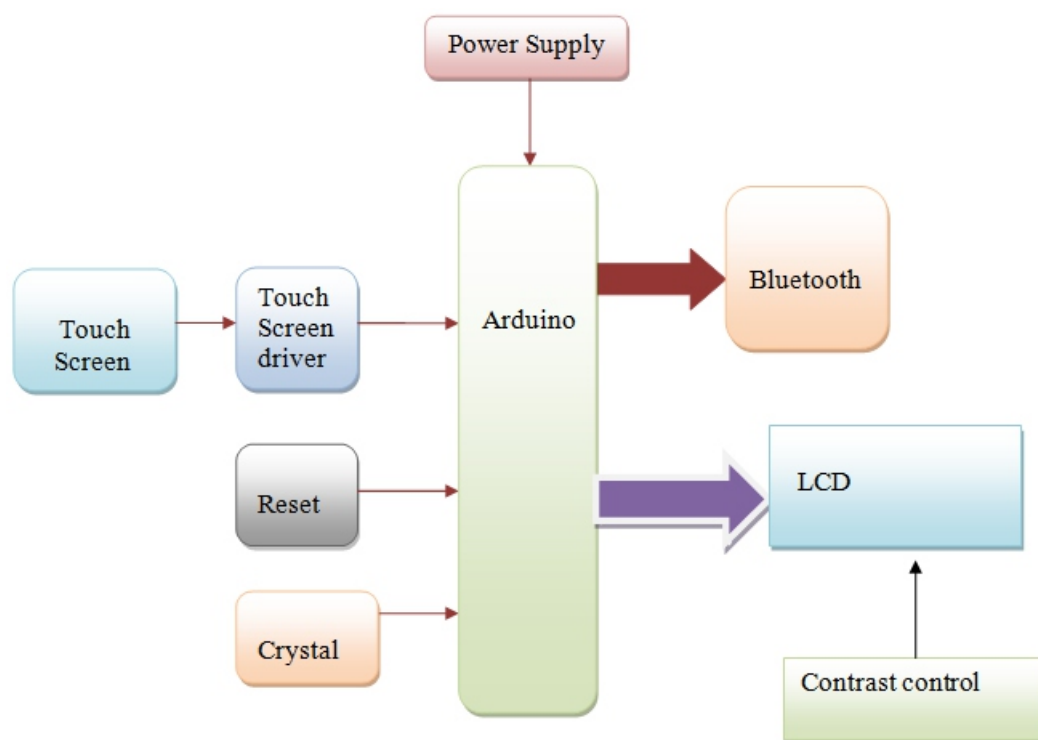 Power Supply
Bluetooth
Touch
Screen
Touch
Screen
driver
Arduino
LCD
Reset
Crystal
Contrast control